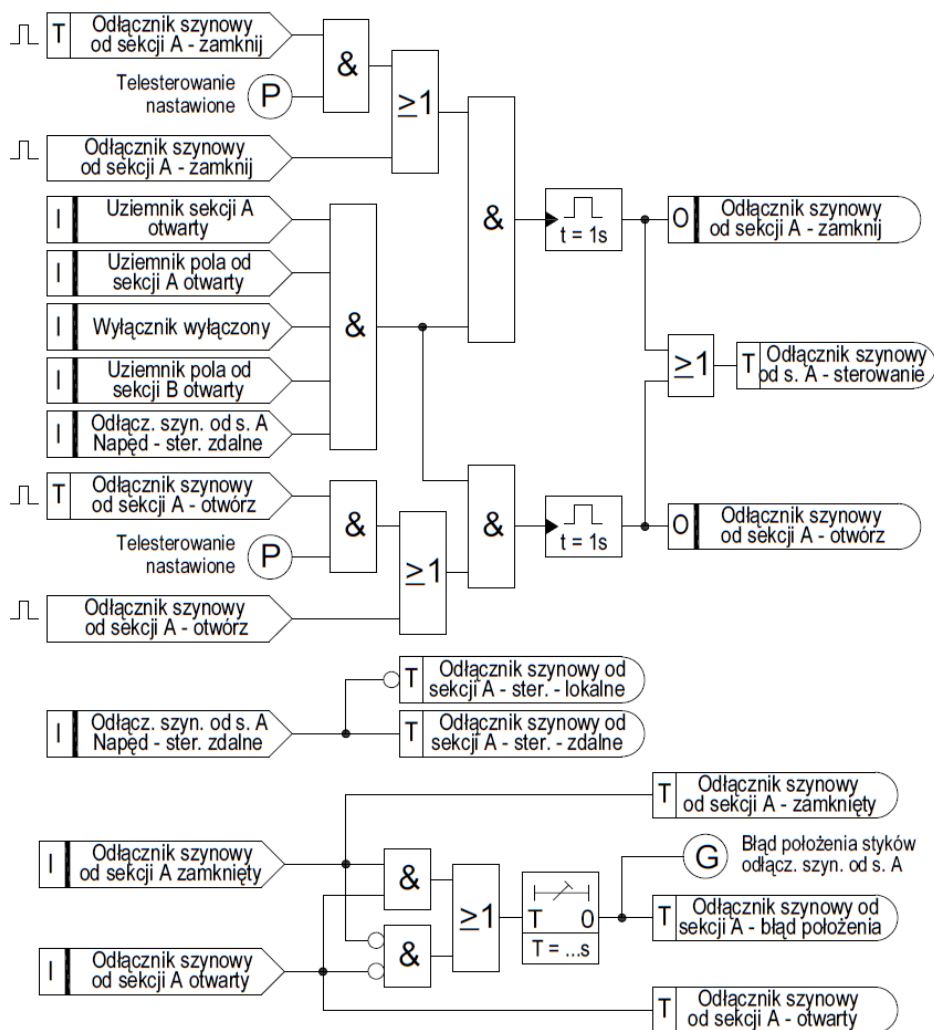 T
Odłącznik szynowy
od sekcji A - zamknij
Telesterowanie
nastawione
P
&
≥1
Odłącznik szynowy
od sekcji A - zamknij
I
Uziemnik sekcji A
otwarty
I
Uziemnik pola od
sekcji A otwarty
I
Wyłącznik wyłączony
I
Uziemnik pola od
sekcji B otwarty
I
Odłącz. szyn. od s. A
Napęd - ster. zdalne
&
&
t = 1s
O
Odłącznik szynowy
od sekcji A - zamknij
≥1
T
Odłącznik szynowy
od s. A - sterowanie
T
Odłącznik szynowy
od sekcji A - otwórz
Telesterowanie
nastawione
P
&
≥1
Odłącznik szynowy
od sekcji A - otwórz
&
t = 1s
O
Odłącznik szynowy
od sekcji A - otwórz
I
Odłącz. szyn. od s. A
Napęd - ster. zdalne
T
Odłącznik szynowy od
sekcji A - ster. - lokalne
T
Odłącznik szynowy od
sekcji A - ster. - zdalne
T
Odłącznik szynowy
od sekcji A - zamknięty
I
Odłącznik szynowy
od sekcji A zamknięty
&
&
≥1
T 0
T = ...s
G
Błąd położenia styków
odłącz. szyn. od s. A
T
Odłącznik szynowy od
sekcji A - błąd położenia
I
Odłącznik szynowy
od sekcji A otwarty
T
Odłącznik szynowy
od sekcji A - otwarty